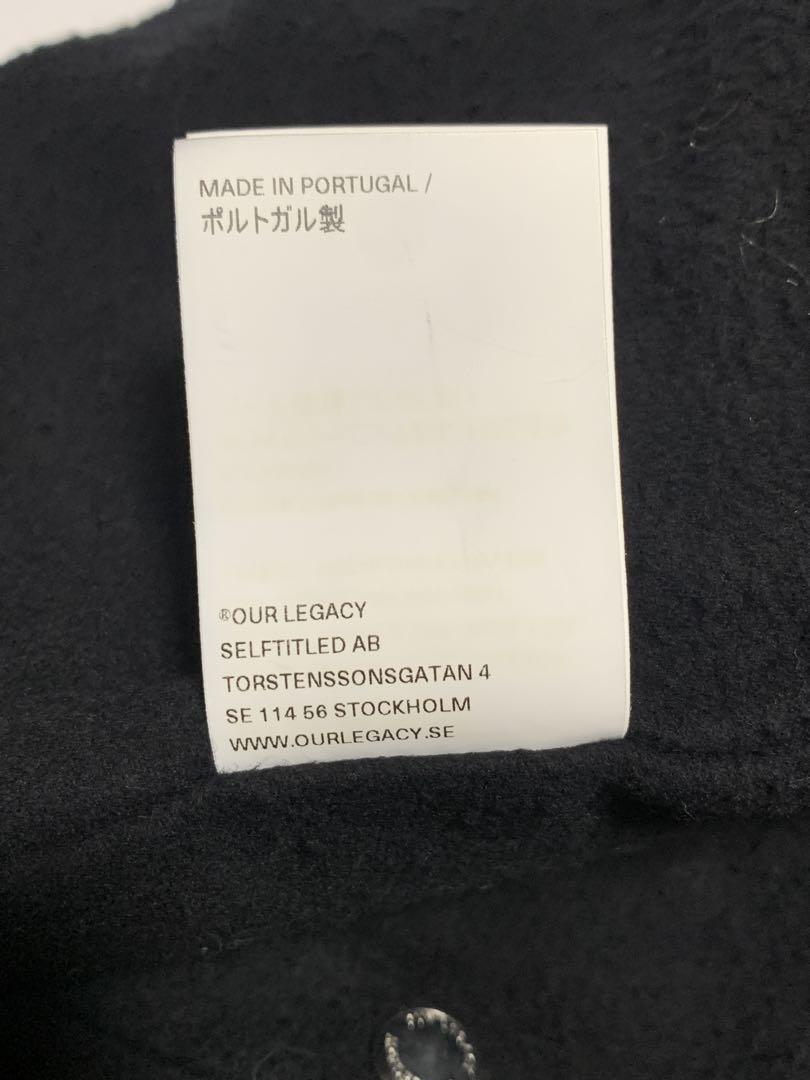 MADE IN PORTUGAL /
ポルトガル製
®OUR LEGACY
SELFTITLED AB
TORSTENSSONSGATAN 4
SE 114 56 STOCKHOLM
WWW.OURLEGACY.SE